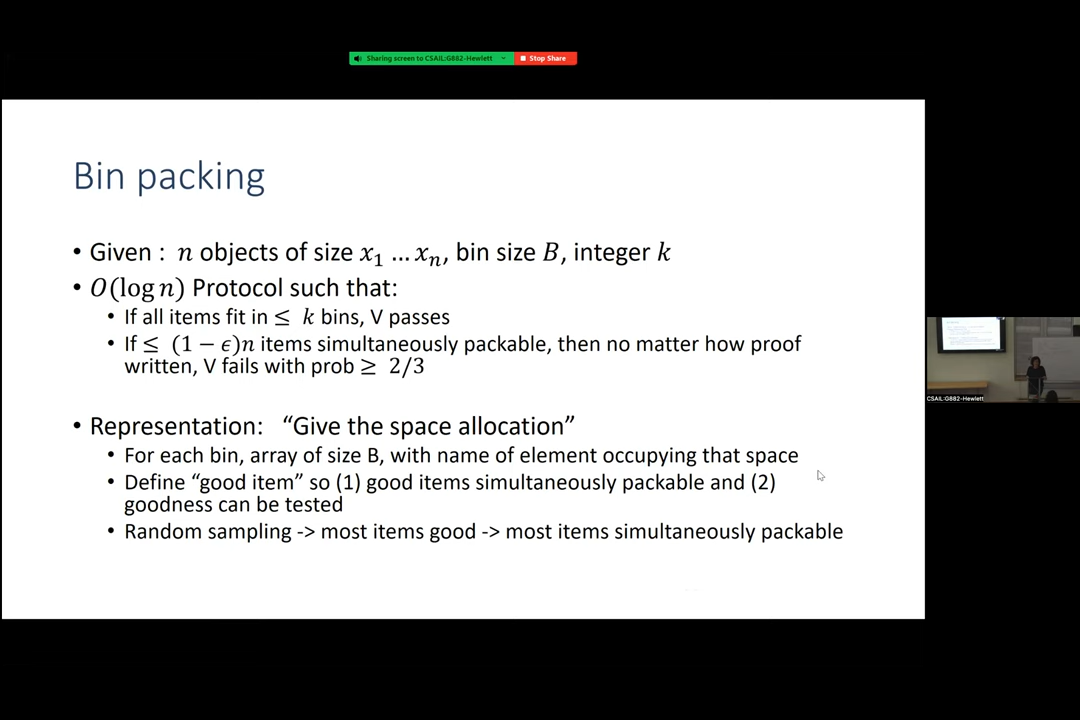 Sharing screen to CSAIL:G882-Hewlett
Stop Share
Bin packing
• Given : n objects of size x₁ … xₙ, bin size B, integer k
• O(log n) Protocol such that:
• If all items fit in ≤ k bins, V passes
• If ≤ (1 − ϵ)n items simultaneously packable, then no matter how proof
written, V fails with prob ≥ 2/3
• Representation: “Give the space allocation”
• For each bin, array of size B, with name of element occupying that space
• Define “good item” so (1) good items simultaneously packable and (2)
goodness can be tested
• Random sampling -> most items good -> most items simultaneously packable
CSAIL:G882-Hewlett